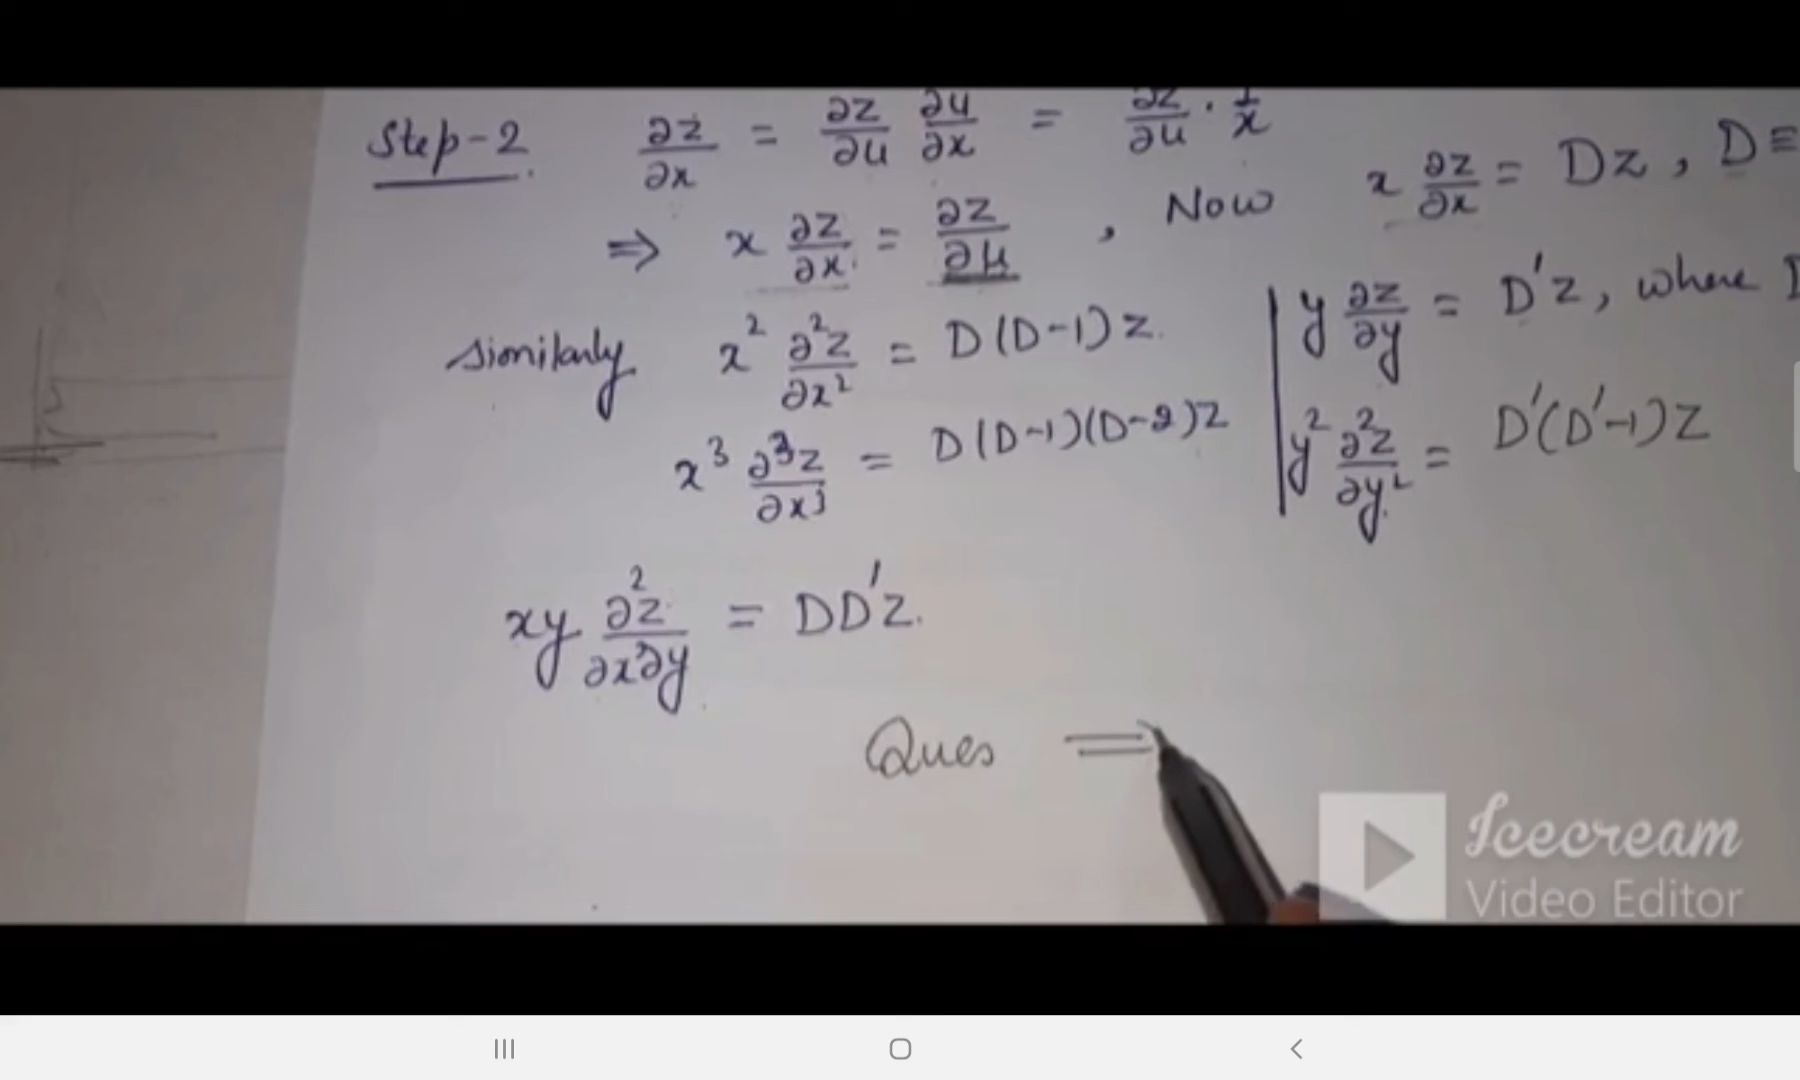 Step-2 ∂z/∂x = ∂z/∂u ∂u/∂x = ∂z/∂u · 1/x
⇒ x ∂z/∂x = ∂z/∂u , Now x ∂z/∂x = Dz , D ≡
Similarly x² ∂²z/∂x² = D(D-1)z. | y ∂z/∂y = D'z, where D
x³ ∂³z/∂x³ = D(D-1)(D-2)z | y² ∂²z/∂y² = D'(D'-1)z
xy ∂²z/∂x∂y = DD'z.
Ques =
Icecream
Video Editor